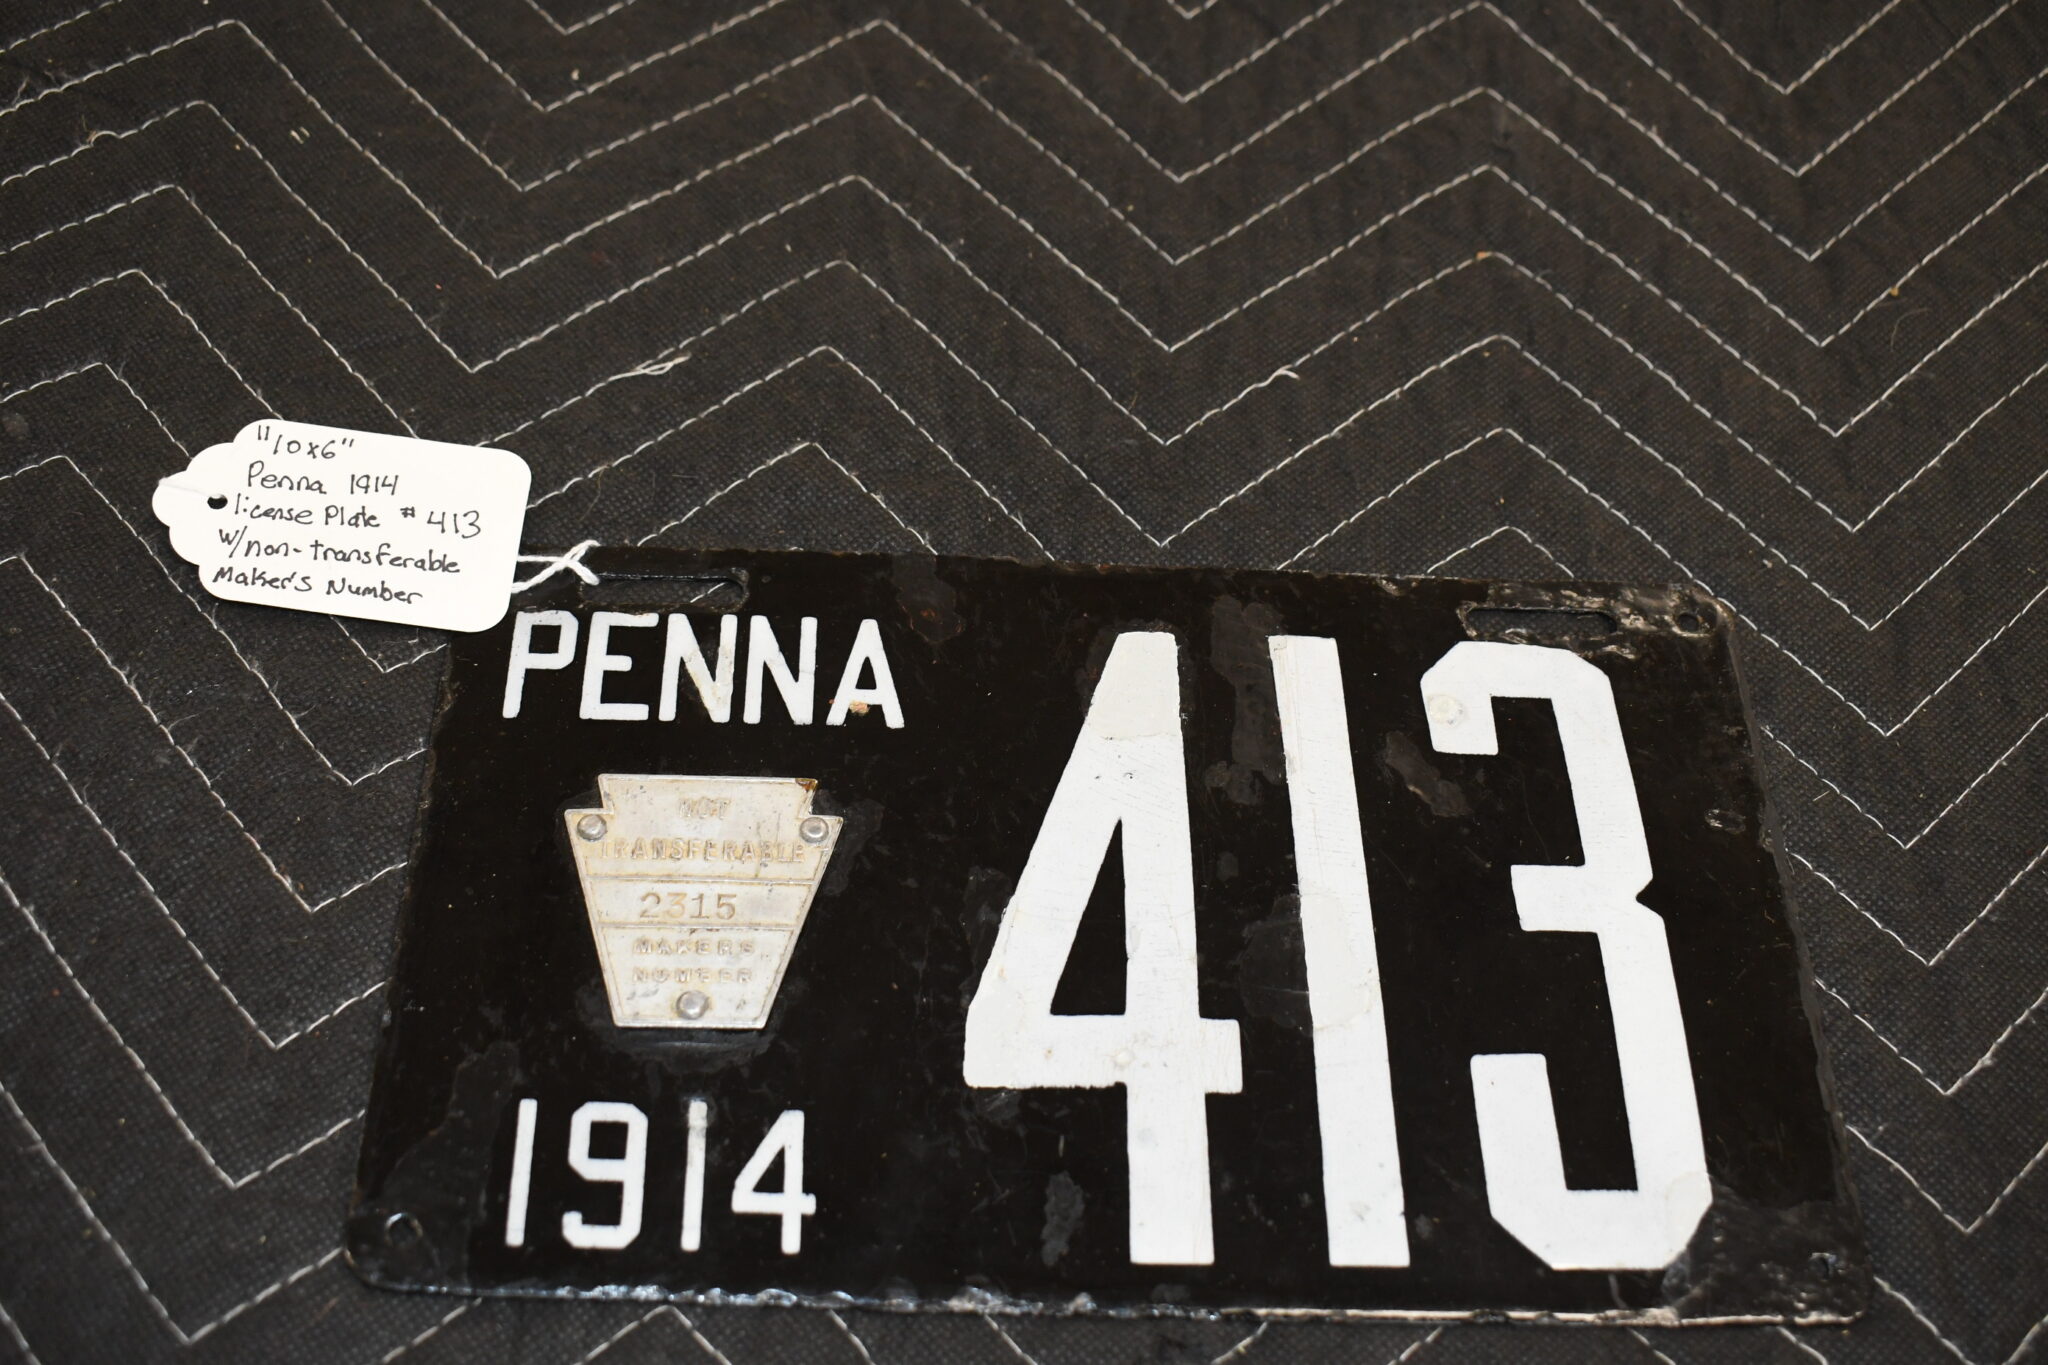 "10x6"
Penna 1914
license Plate # 413
w/non-transferable
Maker's Number
PENNA
NOT
TRANSFERABLE
2315
MAKERS
NUMBER
1914
413